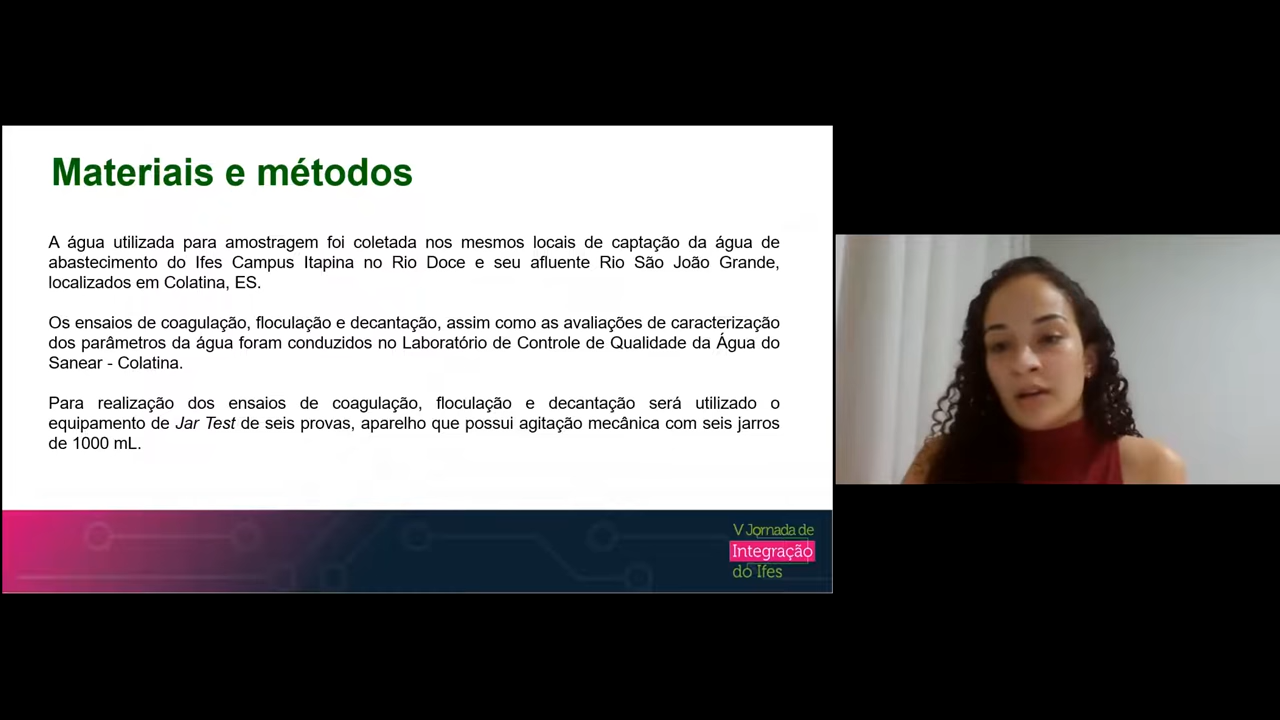 Materiais e métodos
A água utilizada para amostragem foi coletada nos mesmos locais de captação da água de
abastecimento do Ifes Campus Itapina no Rio Doce e seu afluente Rio São João Grande,
localizados em Colatina, ES.
Os ensaios de coagulação, floculação e decantação, assim como as avaliações de caracterização
dos parâmetros da água foram conduzidos no Laboratório de Controle de Qualidade da Água do
Sanear - Colatina.
Para realização dos ensaios de coagulação, floculação e decantação será utilizado o
equipamento de Jar Test de seis provas, aparelho que possui agitação mecânica com seis jarros
de 1000 mL.
V Jornada de
Integração
do Ifes